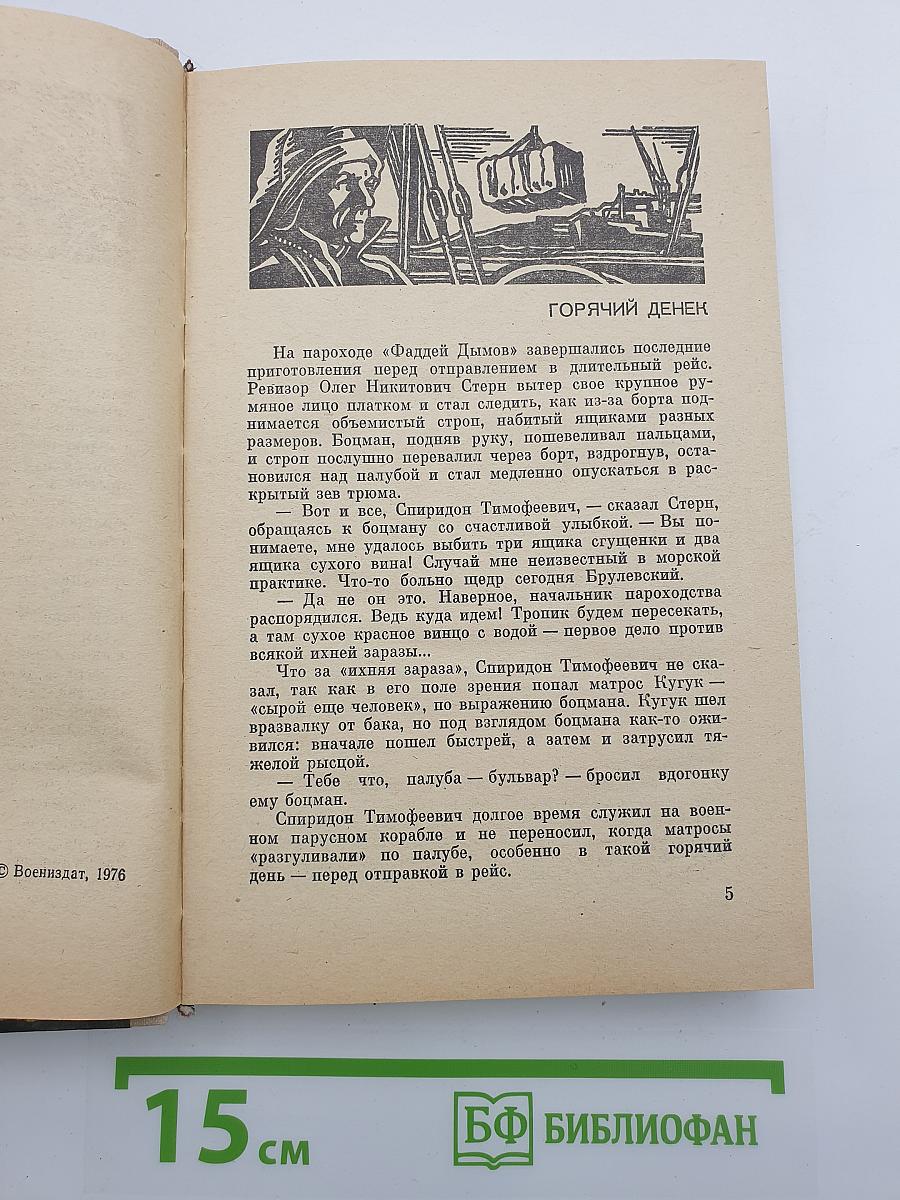 © Воениздат, 1976
ГОРЯЧИЙ ДЕНЕК
На пароходе «Фаддей Дымов» завершались последние
приготовления перед отправлением в длительный рейс.
Ревизор Олег Никитович Стерн вытер свое крупное ру-
мяное лицо платком и стал следить, как из-за борта под-
нимается объемистый строп, набитый ящиками разных
размеров. Боцман, подняв руку, пошевеливал пальцами,
и строп послушно перевалил через борт, вздрогнув, оста-
новился над палубой и стал медленно опускаться в рас-
крытый зев трюма.
— Вот и все, Спиридон Тимофеевич, — сказал Стерн,
обращаясь к боцману со счастливой улыбкой. — Вы по-
нимаете, мне удалось выбить три ящика сгущенки и два
ящика сухого вина! Случай мне неизвестный в морской
практике. Что-то больно щедр сегодня Брулевский.
— Да не он это. Наверное, начальник пароходства
распорядился. Ведь куда идем! Тропик будем пересекать,
а там сухое красное винцо с водой — первое дело против
всякой ихней заразы...
Что за «ихняя зараза», Спиридон Тимофеевич не ска-
зал, так как в его поле зрения попал матрос Кугук —
«сырой еще человек», по выражению боцмана. Кугук шел
вразвалку от бака, но под взглядом боцмана как-то ожи-
вился: вначале пошел быстрей, а затем и затрусил тя-
желой рысцой.
— Тебе что, палуба — бульвар? — бросил вдогонку
ему боцман.
Спиридон Тимофеевич долгое время служил на воен-
ном парусном корабле и не переносил, когда матросы
«разгуливали» по палубе, особенно в такой горячий
день — перед отправкой в рейс.
5
15 см
БФ БИБЛИОФАН